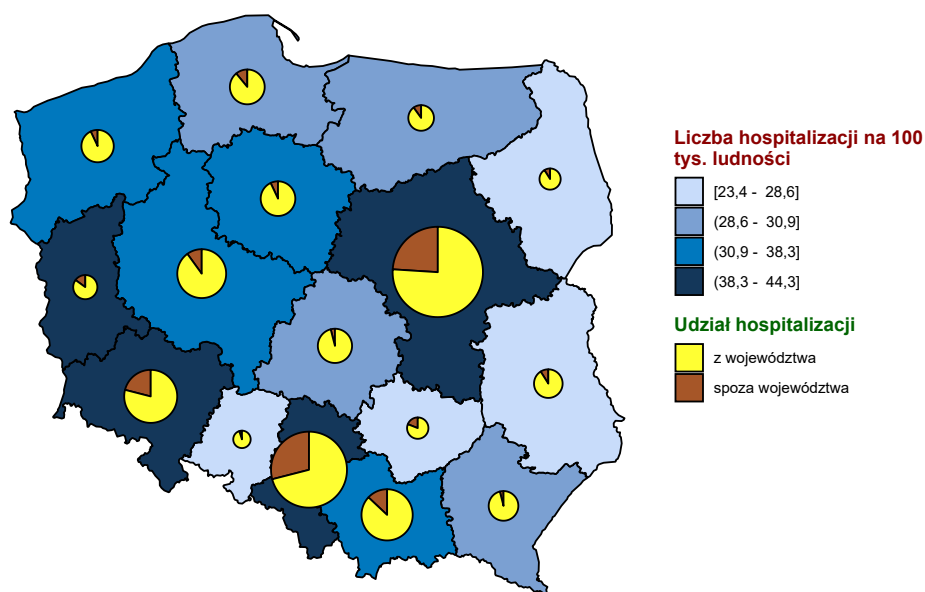 Liczba hospitalizacji na 100
tys. ludności
[23,4 - 28,6]
(28,6 - 30,9]
(30,9 - 38,3]
(38,3 - 44,3]
Udział hospitalizacji
z województwa
spoza województwa